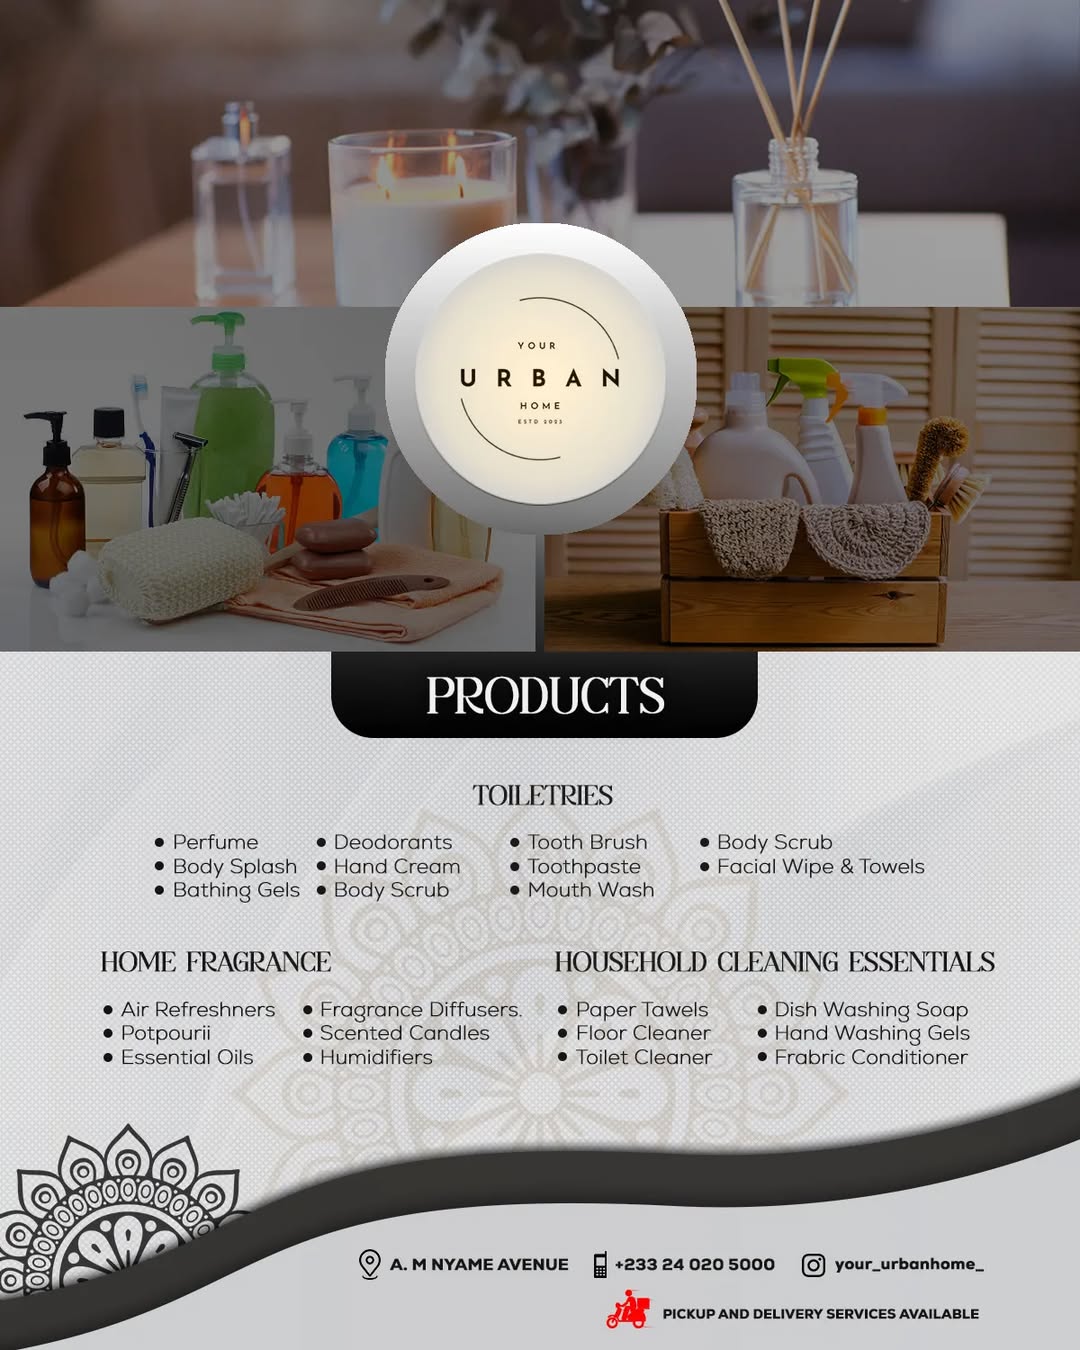 YOUR
URBAN
HOME
ESTD 2023
PRODUCTS
TOILETRIES
• Perfume • Deodorants • Tooth Brush • Body Scrub
• Body Splash • Hand Cream • Toothpaste • Facial Wipe & Towels
• Bathing Gels • Body Scrub • Mouth Wash
HOME FRAGRANCE
• Air Refreshners • Fragrance Diffusers.
• Potpourii • Scented Candles
• Essential Oils • Humidifiers
HOUSEHOLD CLEANING ESSENTIALS
• Paper Tawels • Dish Washing Soap
• Floor Cleaner • Hand Washing Gels
• Toilet Cleaner • Frabric Conditioner
A. M NYAME AVENUE +233 24 020 5000 your_urbanhome_
PICKUP AND DELIVERY SERVICES AVAILABLE